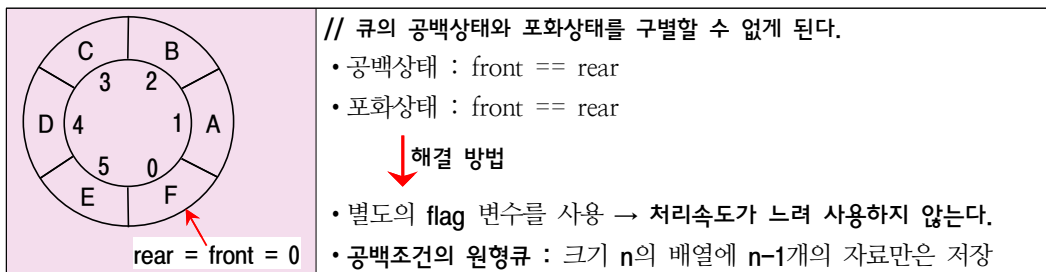 C B
3 2
D 4 1 A
5 0
E F
rear = front = 0
// 큐의 공백상태와 포화상태를 구별할 수 없게 된다.
• 공백상태 : front == rear
• 포화상태 : front == rear
해결 방법
• 별도의 flag 변수를 사용 → 처리속도가 느려 사용하지 않는다.
• 공백조건의 원형큐 : 크기 n의 배열에 n-1개의 자료만은 저장